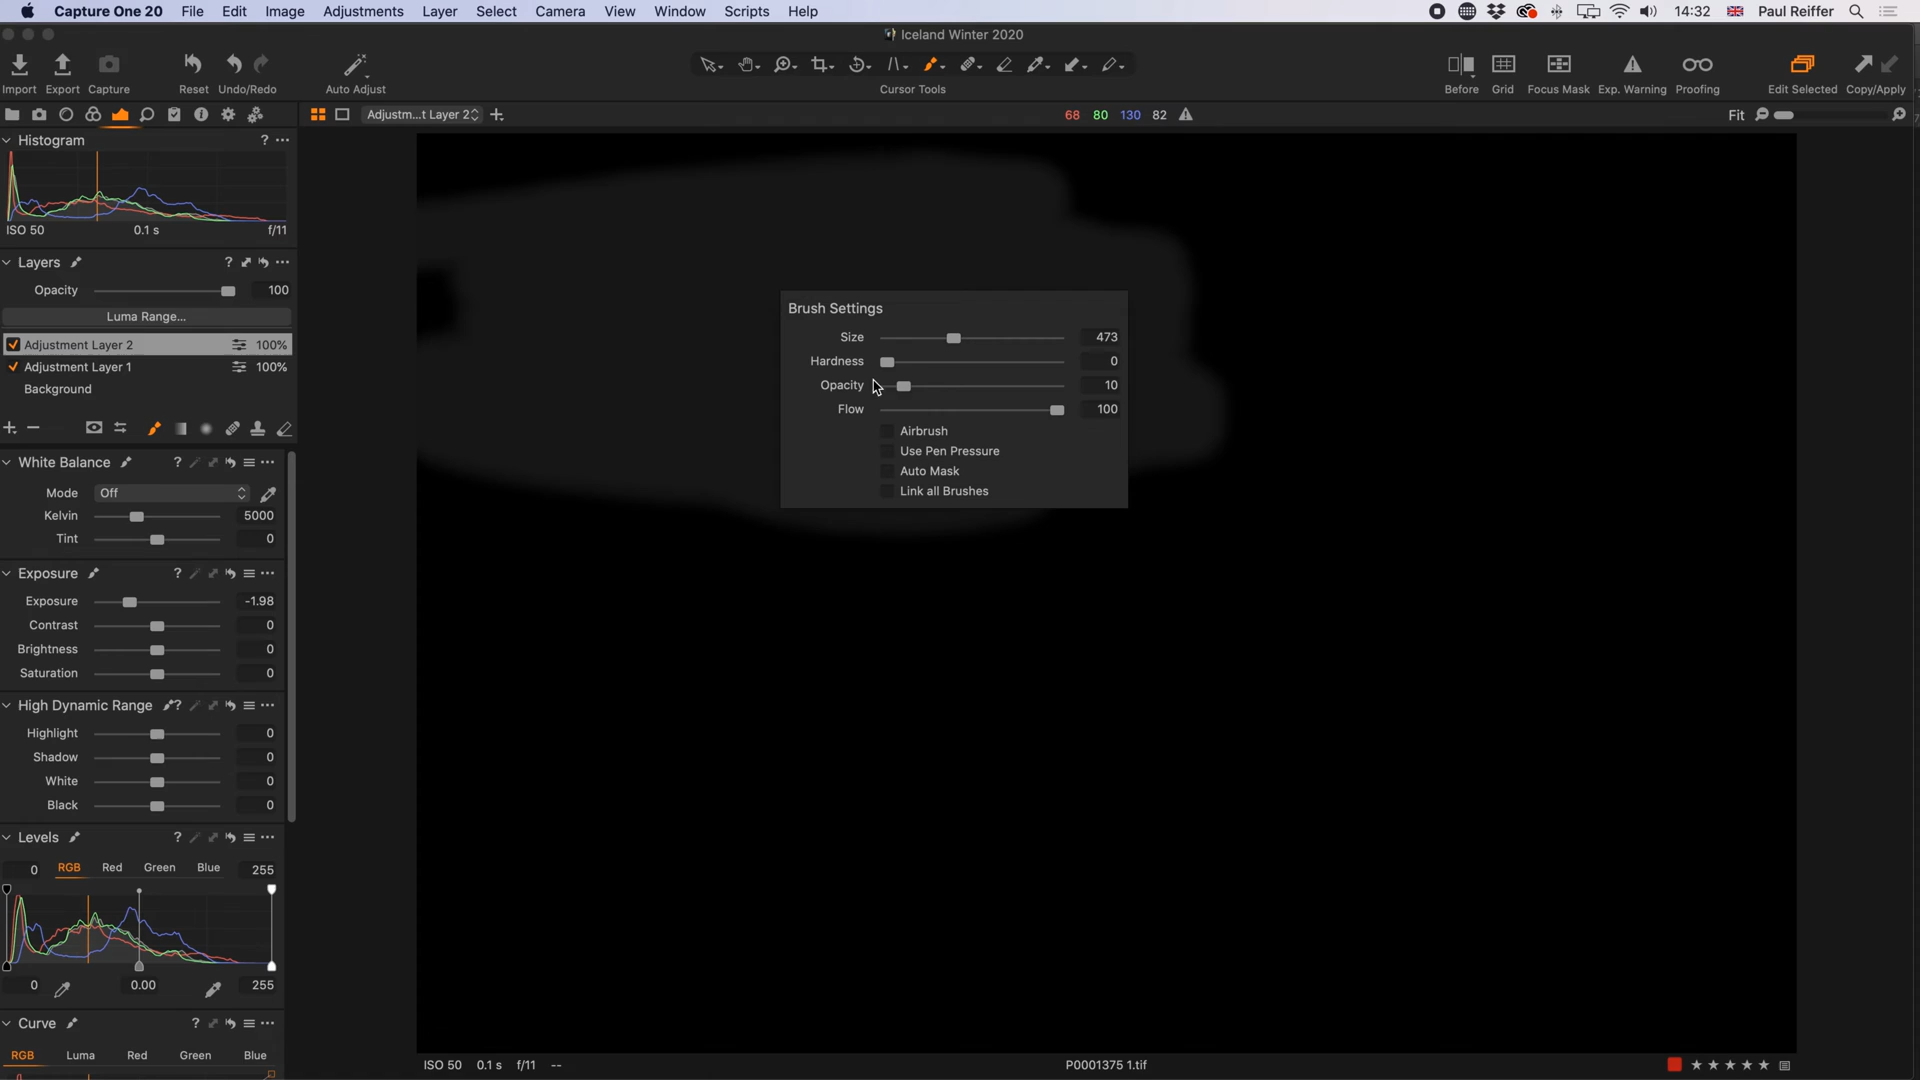 Capture One 20 File Edit Image Adjustments Layer Select Camera View Window Scripts Help 14:32 Paul Reiffer
Iceland Winter 2020
Import Export Capture Reset Undo/Redo Auto Adjust Cursor Tools Before Grid Focus Mask Exp. Warning Proofing Edit Selected Copy/Apply
Adjustm...t Layer 2 68 80 130 82 Fit
Histogram ?
ISO 50 0.1 s f/11
Layers ?
Opacity 100
Luma Range...
Adjustment Layer 2 100%
Adjustment Layer 1 100%
Background
White Balance ?
Mode Off
Kelvin 5000
Tint 0
Exposure ?
Exposure -1.98
Contrast 0
Brightness 0
Saturation 0
High Dynamic Range ?
Highlight 0
Shadow 0
White 0
Black 0
Levels ?
0 RGB Red Green Blue 255
0 0.00 255
Curve ?
RGB Luma Red Green Blue
Brush Settings
Size 473
Hardness 0
Opacity 10
Flow 100
Airbrush
Use Pen Pressure
Auto Mask
Link all Brushes
ISO 50 0.1 s f/11 -- P0001375 1.tif